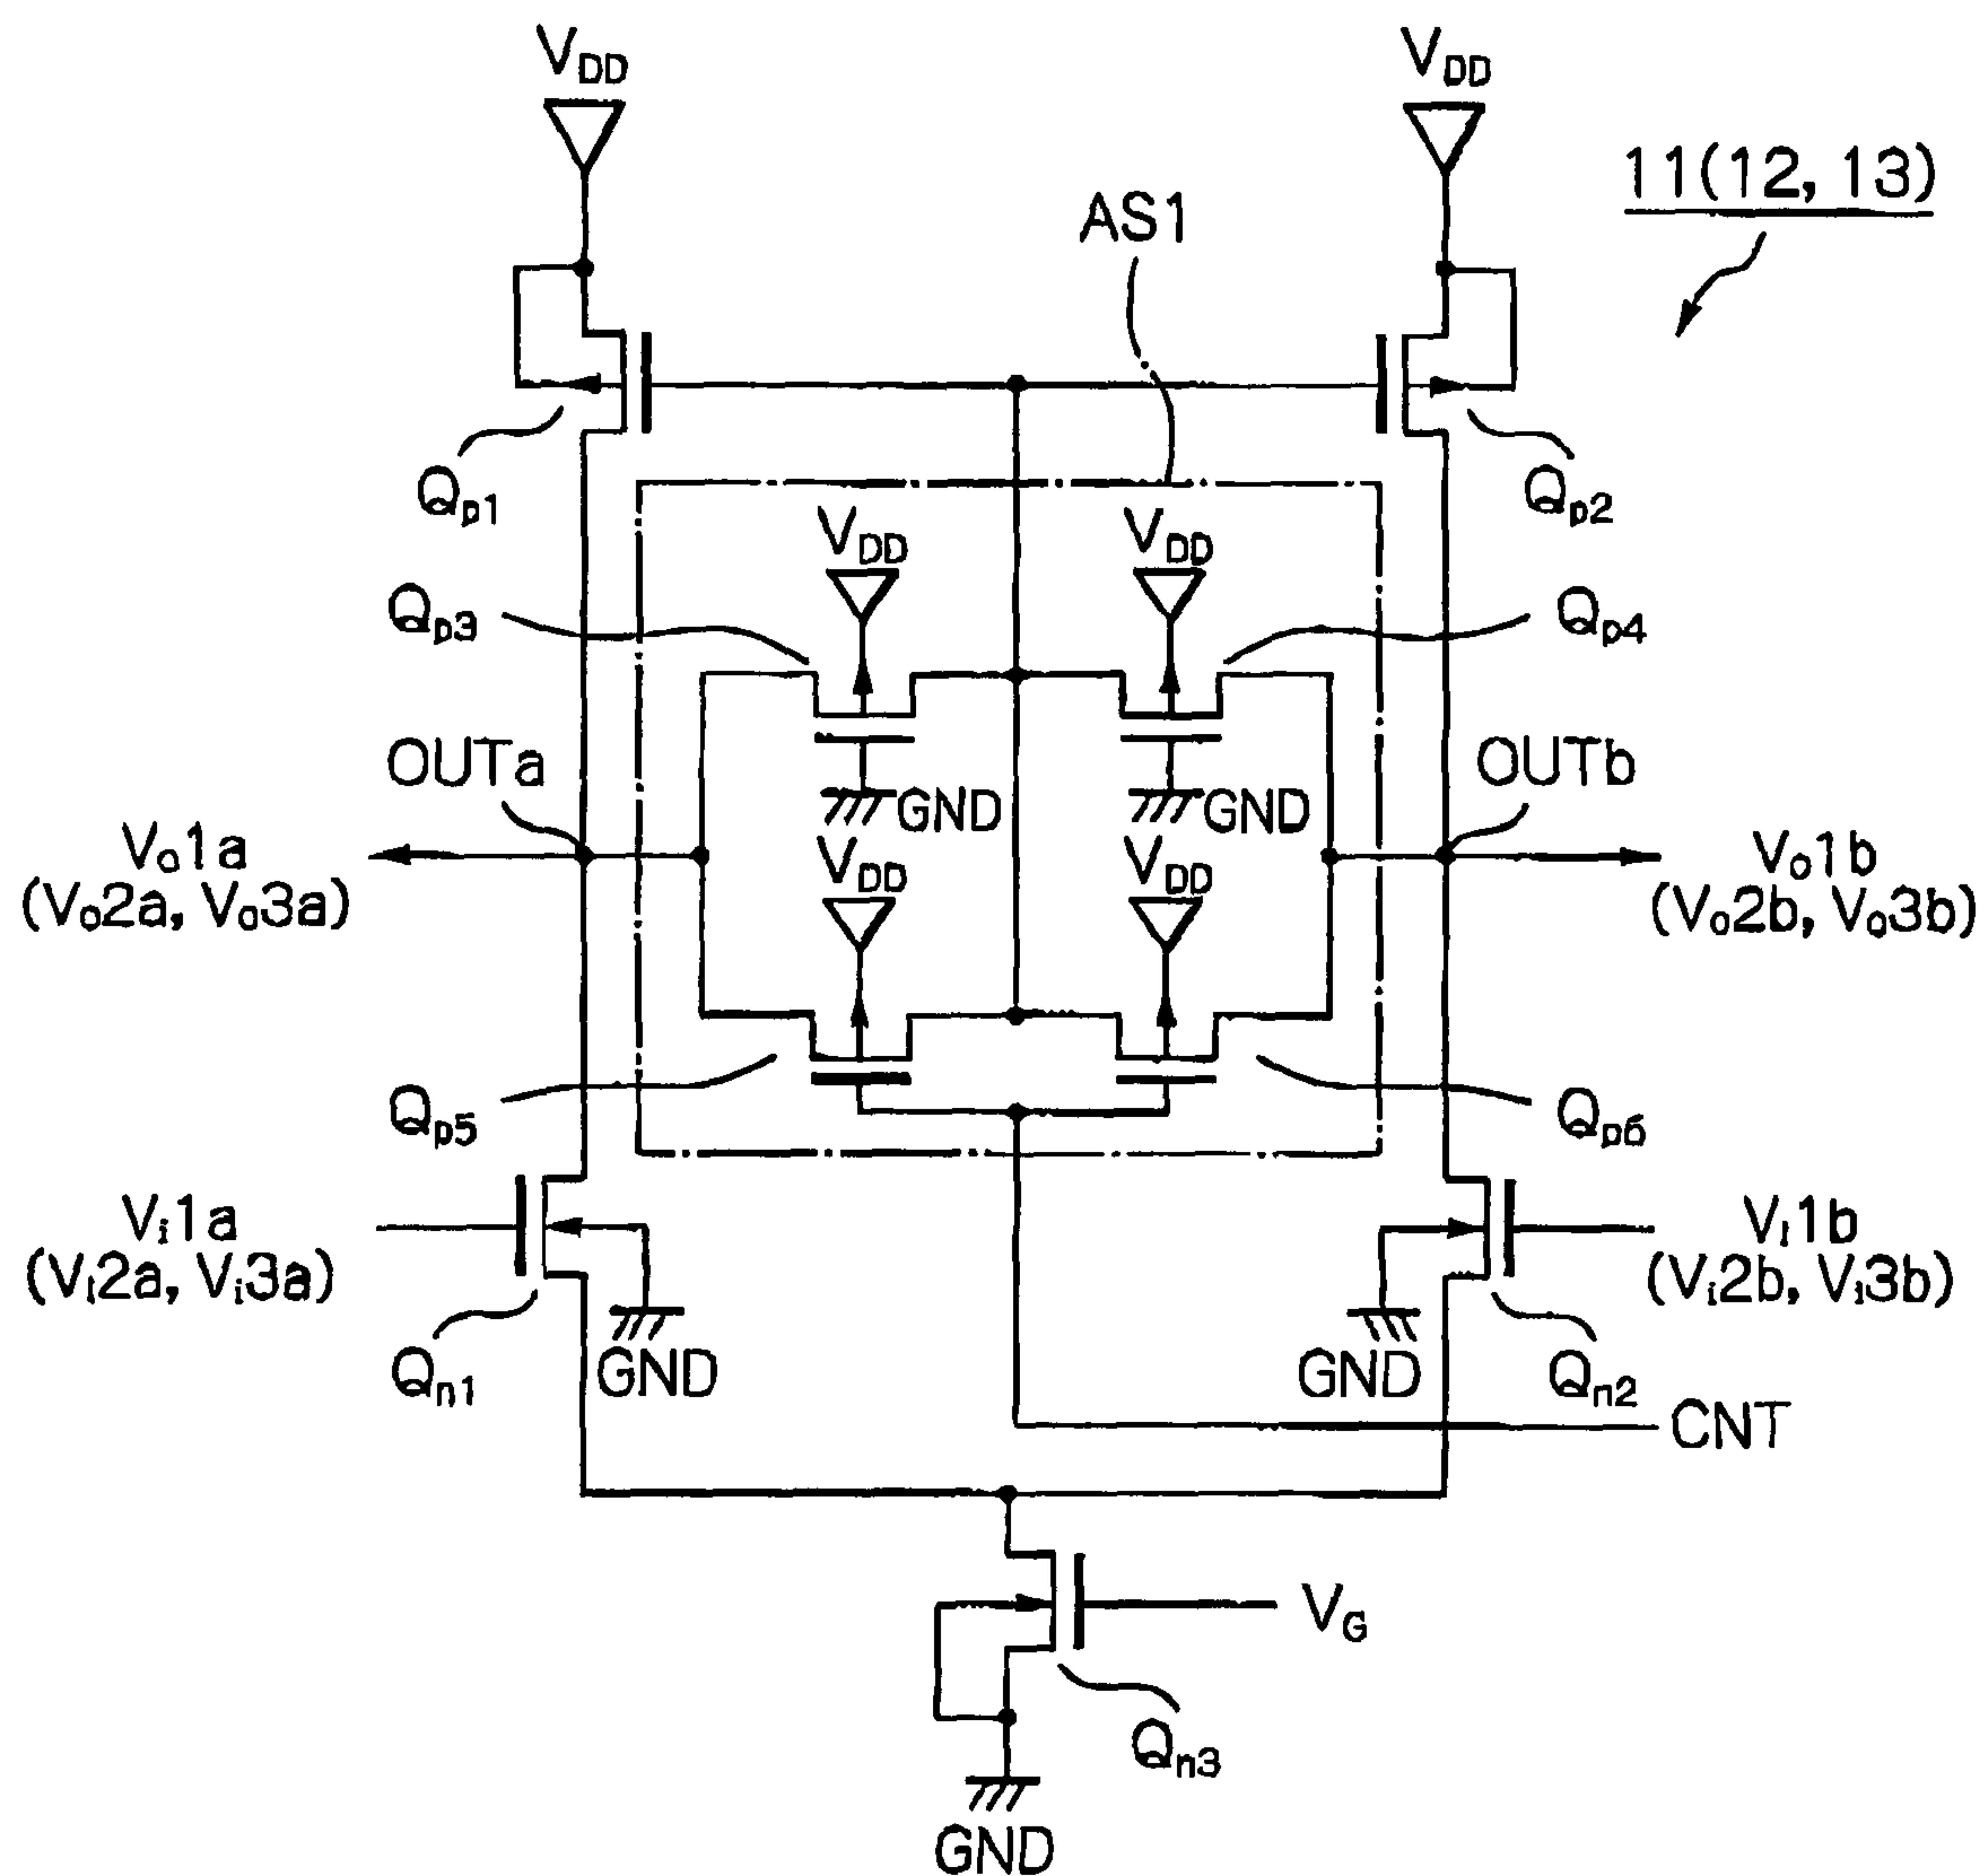 VDD
VDD
11(12, 13)
AS1
Qp1
Qp2
VDD
VDD
Qp3
Qp4
OUTa
OUTb
GND
GND
Vo1a
(Vo2a, Vo3a)
VDD
VDD
Vo1b
(Vo2b, Vo3b)
Qp5
Qp6
Vi1a
(Vi2a, Vi3a)
Vi1b
(Vi2b, Vi3b)
Qn1
GND
GND
Qn2
CNT
VG
Qn3
GND